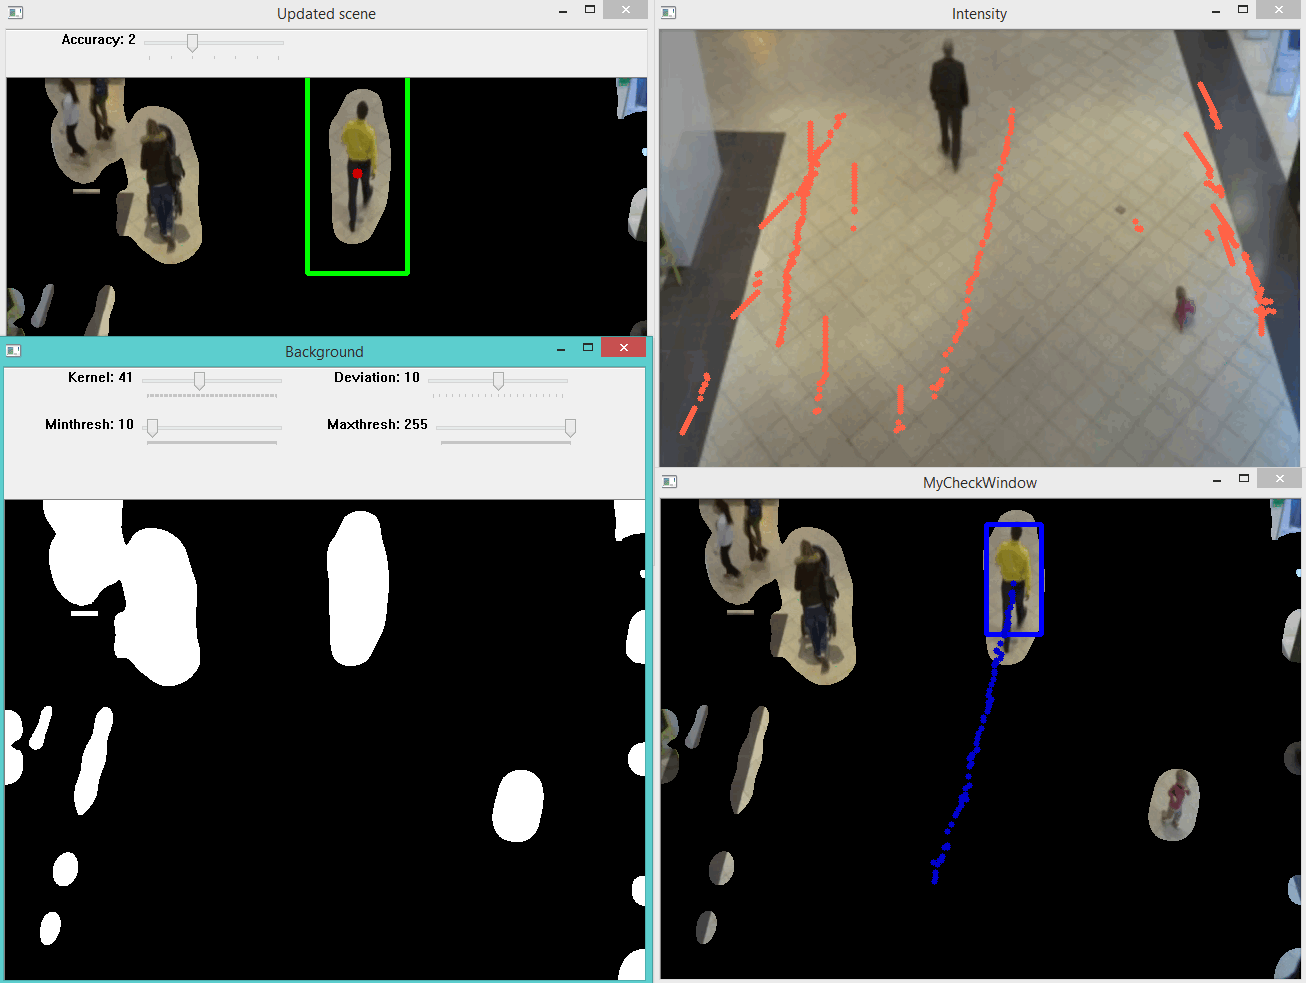 Updated scene
Accuracy: 2
Intensity
Background
Kernel: 41
Deviation: 10
Minthresh: 10
Maxthresh: 255
MyCheckWindow